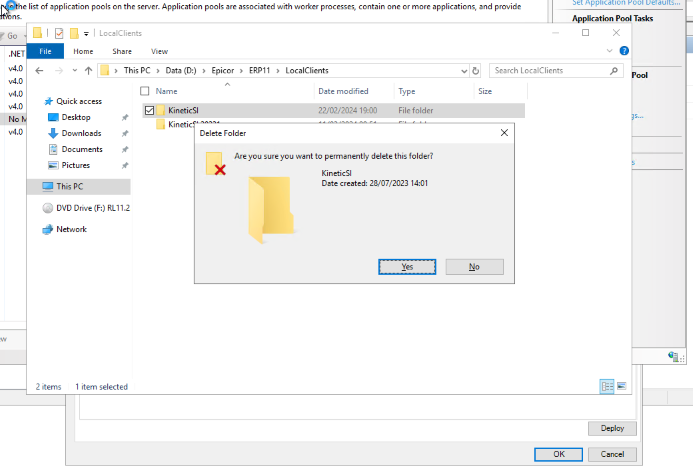 the list of application pools on the server. Application pools are associated with worker processes, contain one or more applications, and provide
ons.
Set Application Pool Defaults...
Application Pool Tasks
Go
LocalClients
File
Home
Share
View
.NET
v4.0
v4.0
v4.0
v4.0
No M
v4.0
This PC > Data (D:) > Epicor > ERP11 > LocalClients
Search LocalClients
Pool
gs...
s
Quick access
Desktop
Downloads
Documents
Pictures
This PC
DVD Drive (F:) RL11.2
Network
Name
Date modified
Type
Size
KineticSI
22/02/2024 19:00
File folder
File folder
Delete Folder
Are you sure you want to permanently delete this folder?
KineticSI
Date created: 28/07/2023 14:01
Yes
No
ew
2 items
1 item selected
Deploy
OK
Cancel